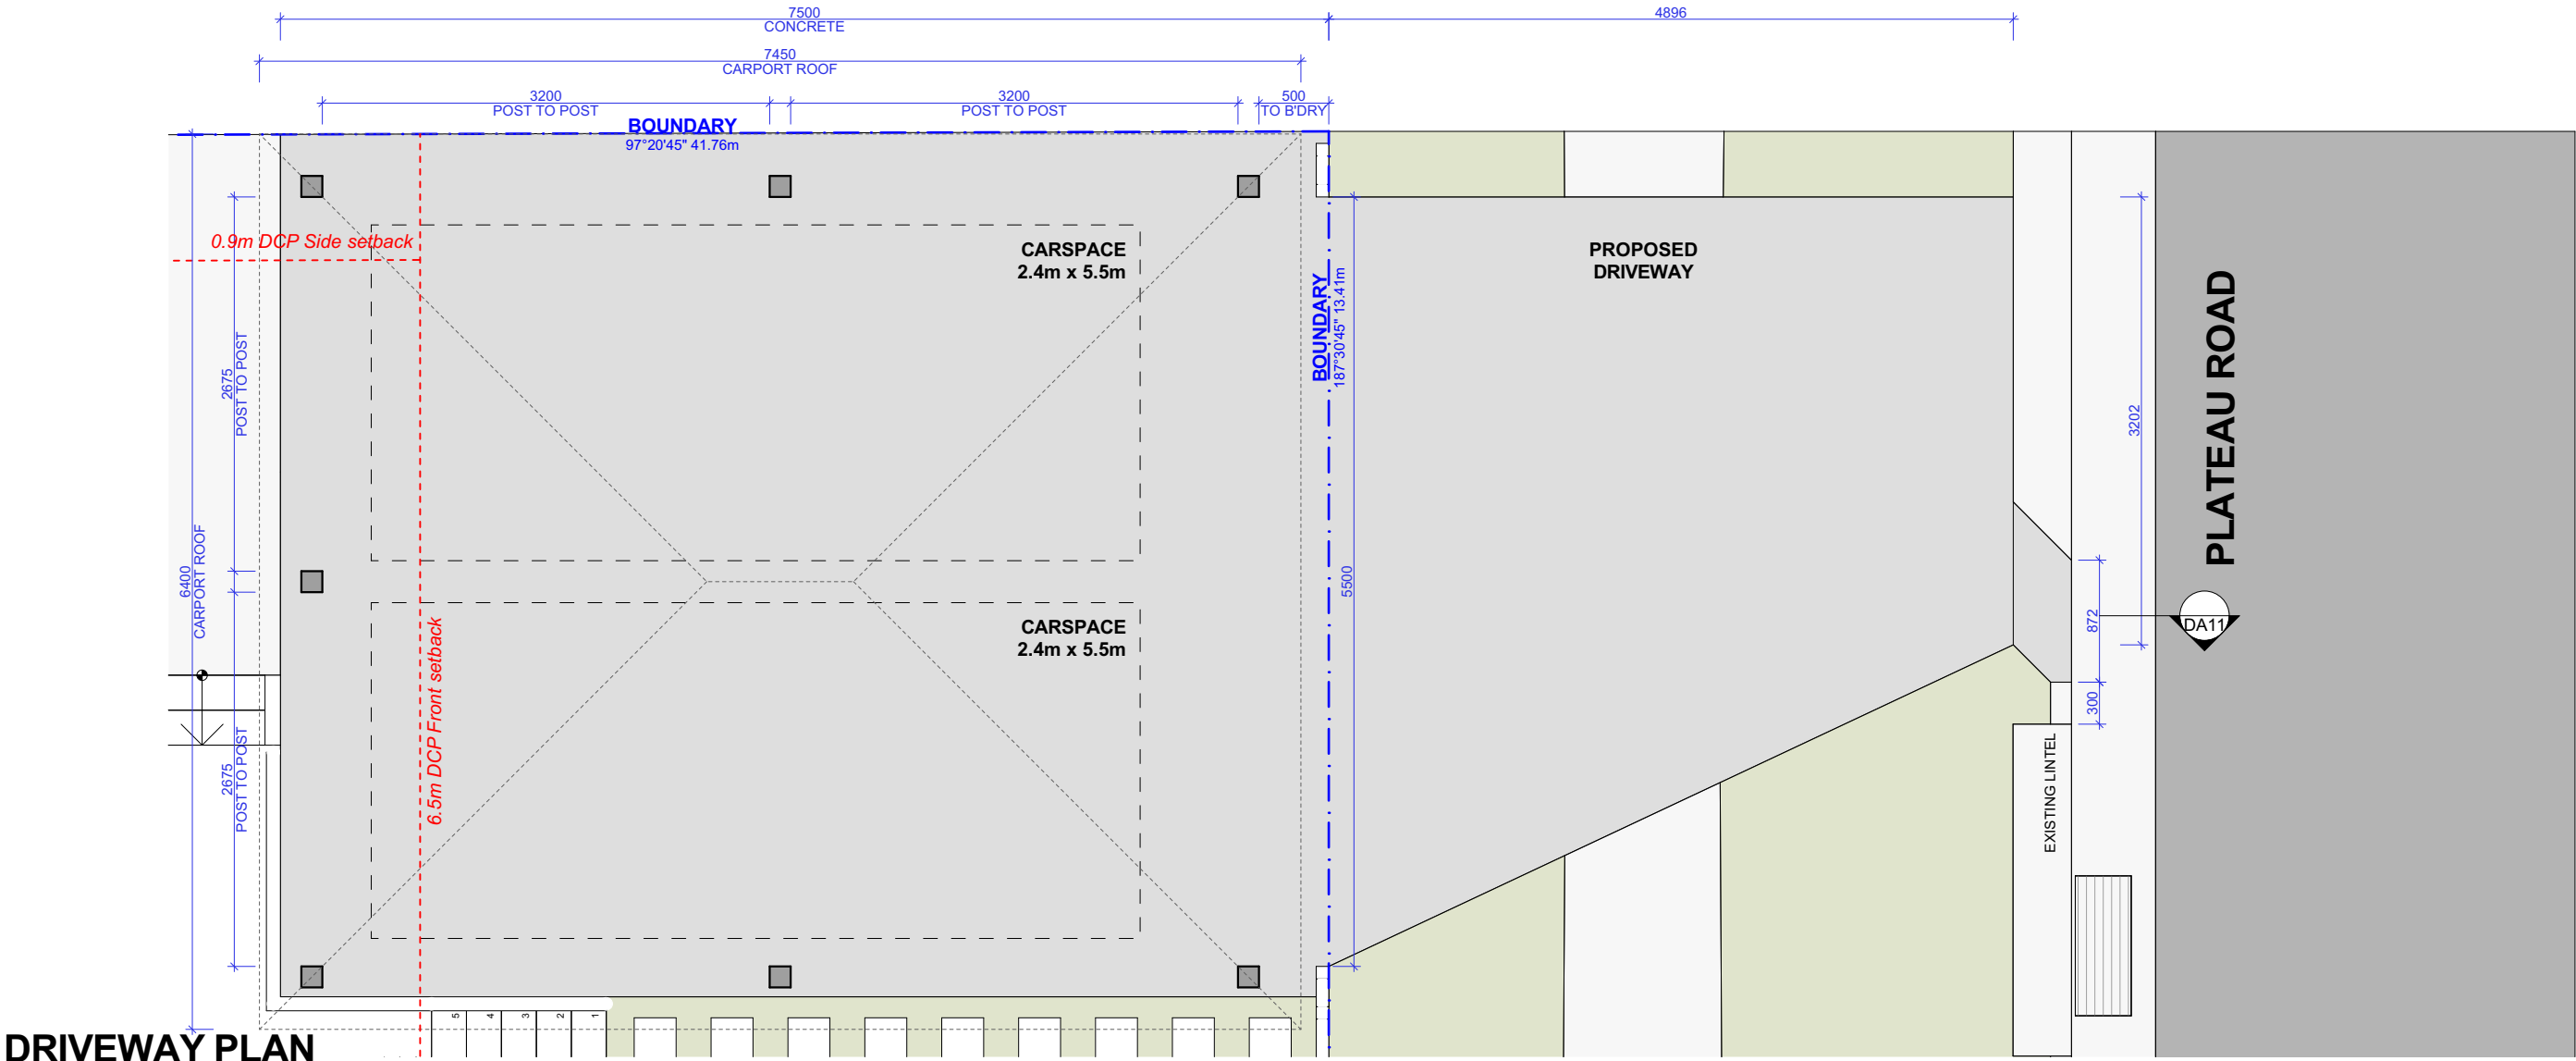 7500
CONCRETE
4896
7450
CARPORT ROOF
3200
POST TO POST
3200
POST TO POST
500
TO B'DRY
BOUNDARY
97°20'45" 41.76m
0.9m DCP Side setback
CARSPACE
2.4m x 5.5m
PROPOSED
DRIVEWAY
BOUNDARY
187°30'45" 13.41m
PLATEAU ROAD
2675
POST TO POST
3202
6400
CARPORT ROOF
5500
872
DA11
CARSPACE
2.4m x 5.5m
6.5m DCP Front setback
300
2675
POST TO POST
EXISTING LINTEL
5
4
3
2
1
DRIVEWAY PLAN